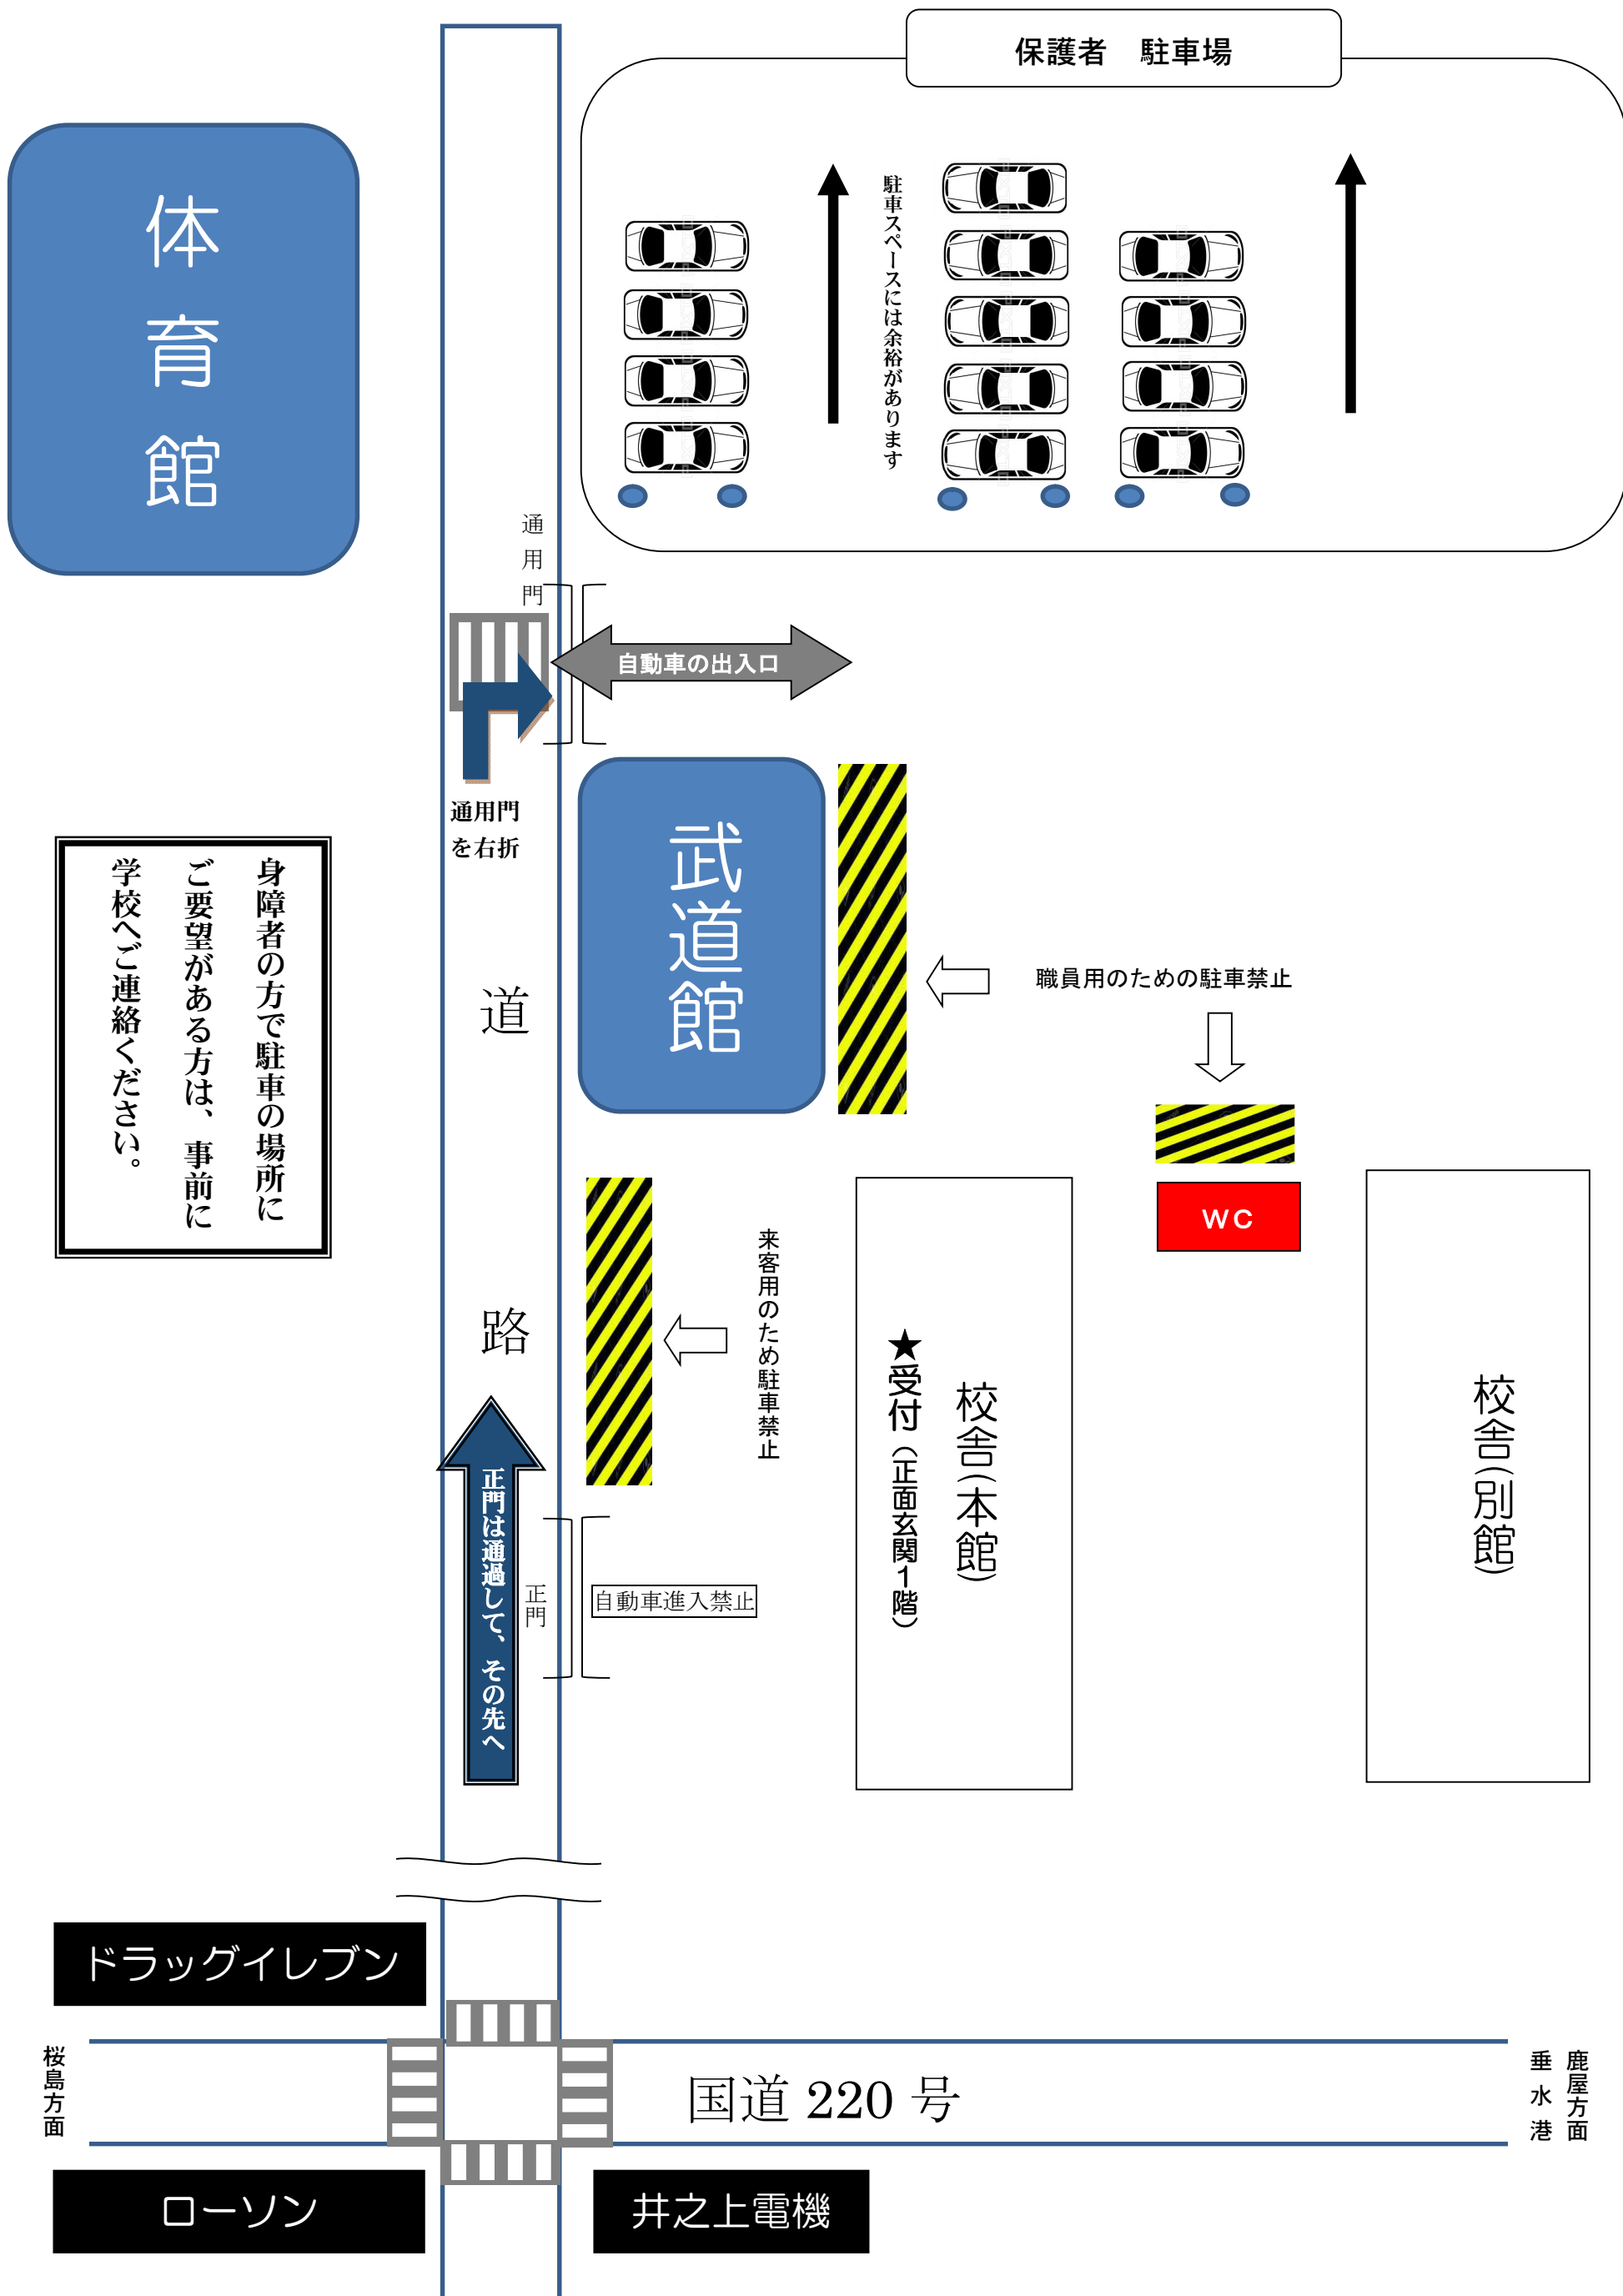 保護者　駐車場
体育館
駐車スペースには余裕があります
通用門
自動車の出入口
通用門
を右折
武道館
身障者の方で駐車の場所に
ご要望がある方は、事前に
学校へご連絡ください。
道路
職員用のための駐車禁止
WC
来客用のため駐車禁止
校舎(本館)
★受付（正面玄関１階）
校舎(別館)
正門は通過して、その先へ
正門
自動車進入禁止
ドラッグイレブン
桜島方面
国道 220 号
鹿屋方面
垂水港
ローソン
井之上電機